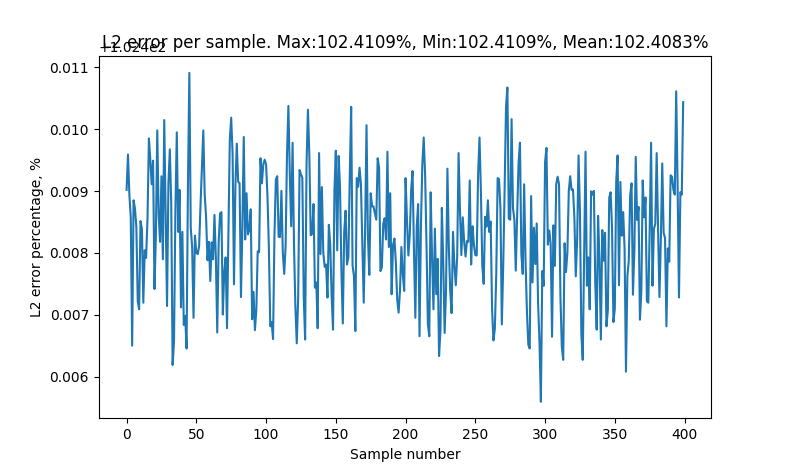 L2 error per sample. Max:102.4109%, Min:102.4109%, Mean:102.4083%
+1.024e2
0.011
0.010
0.009
0.008
0.007
0.006
L2 error percentage, %
0 50 100 150 200 250 300 350 400
Sample number